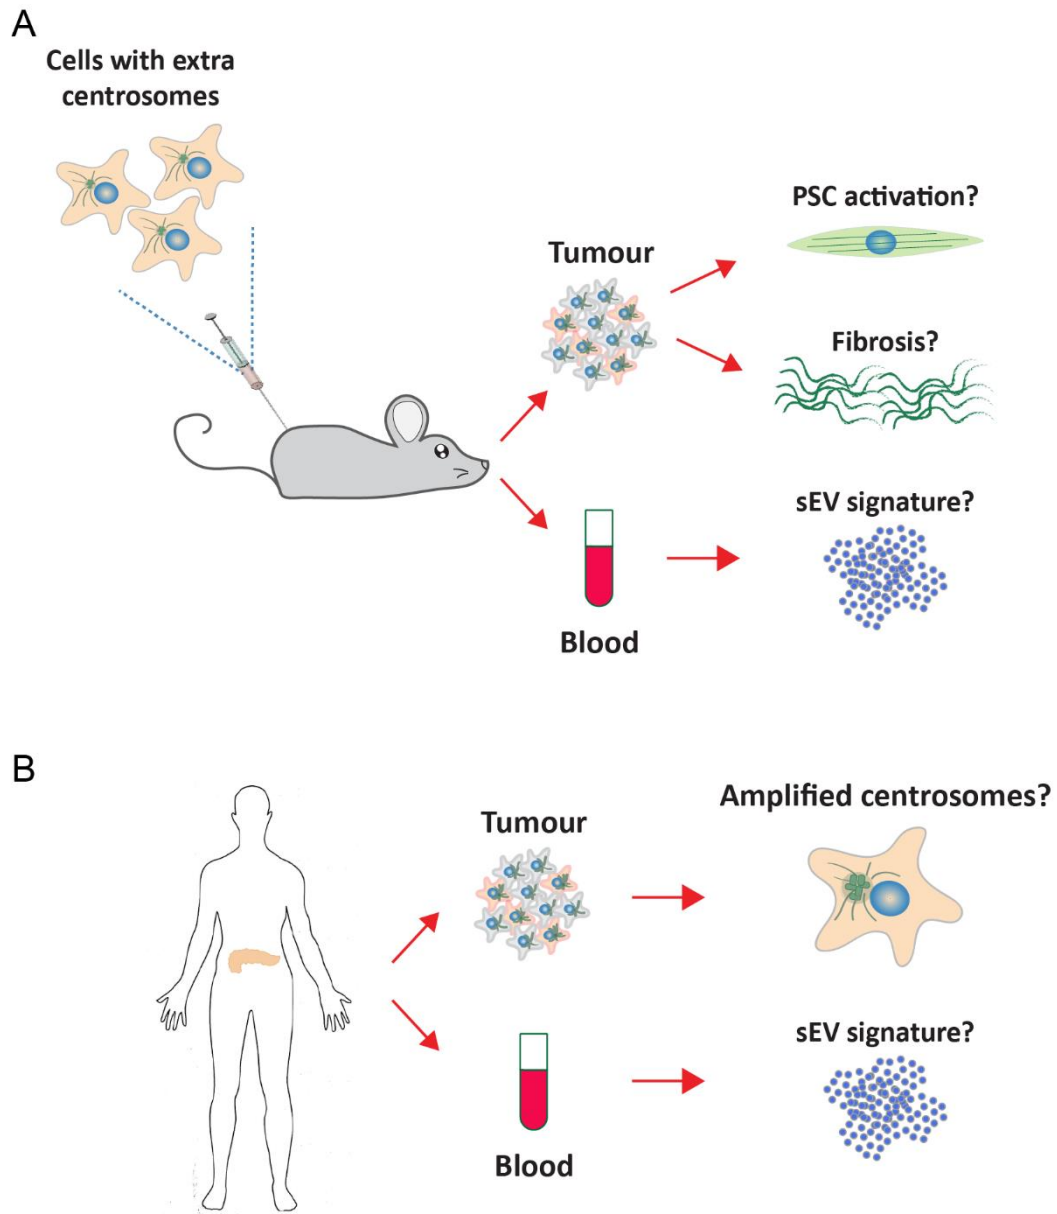 A
Cells with extra
centrosomes
PSC activation?
Tumour
Fibrosis?
sEV signature?
Blood
B
Amplified centrosomes?
Tumour
sEV signature?
Blood